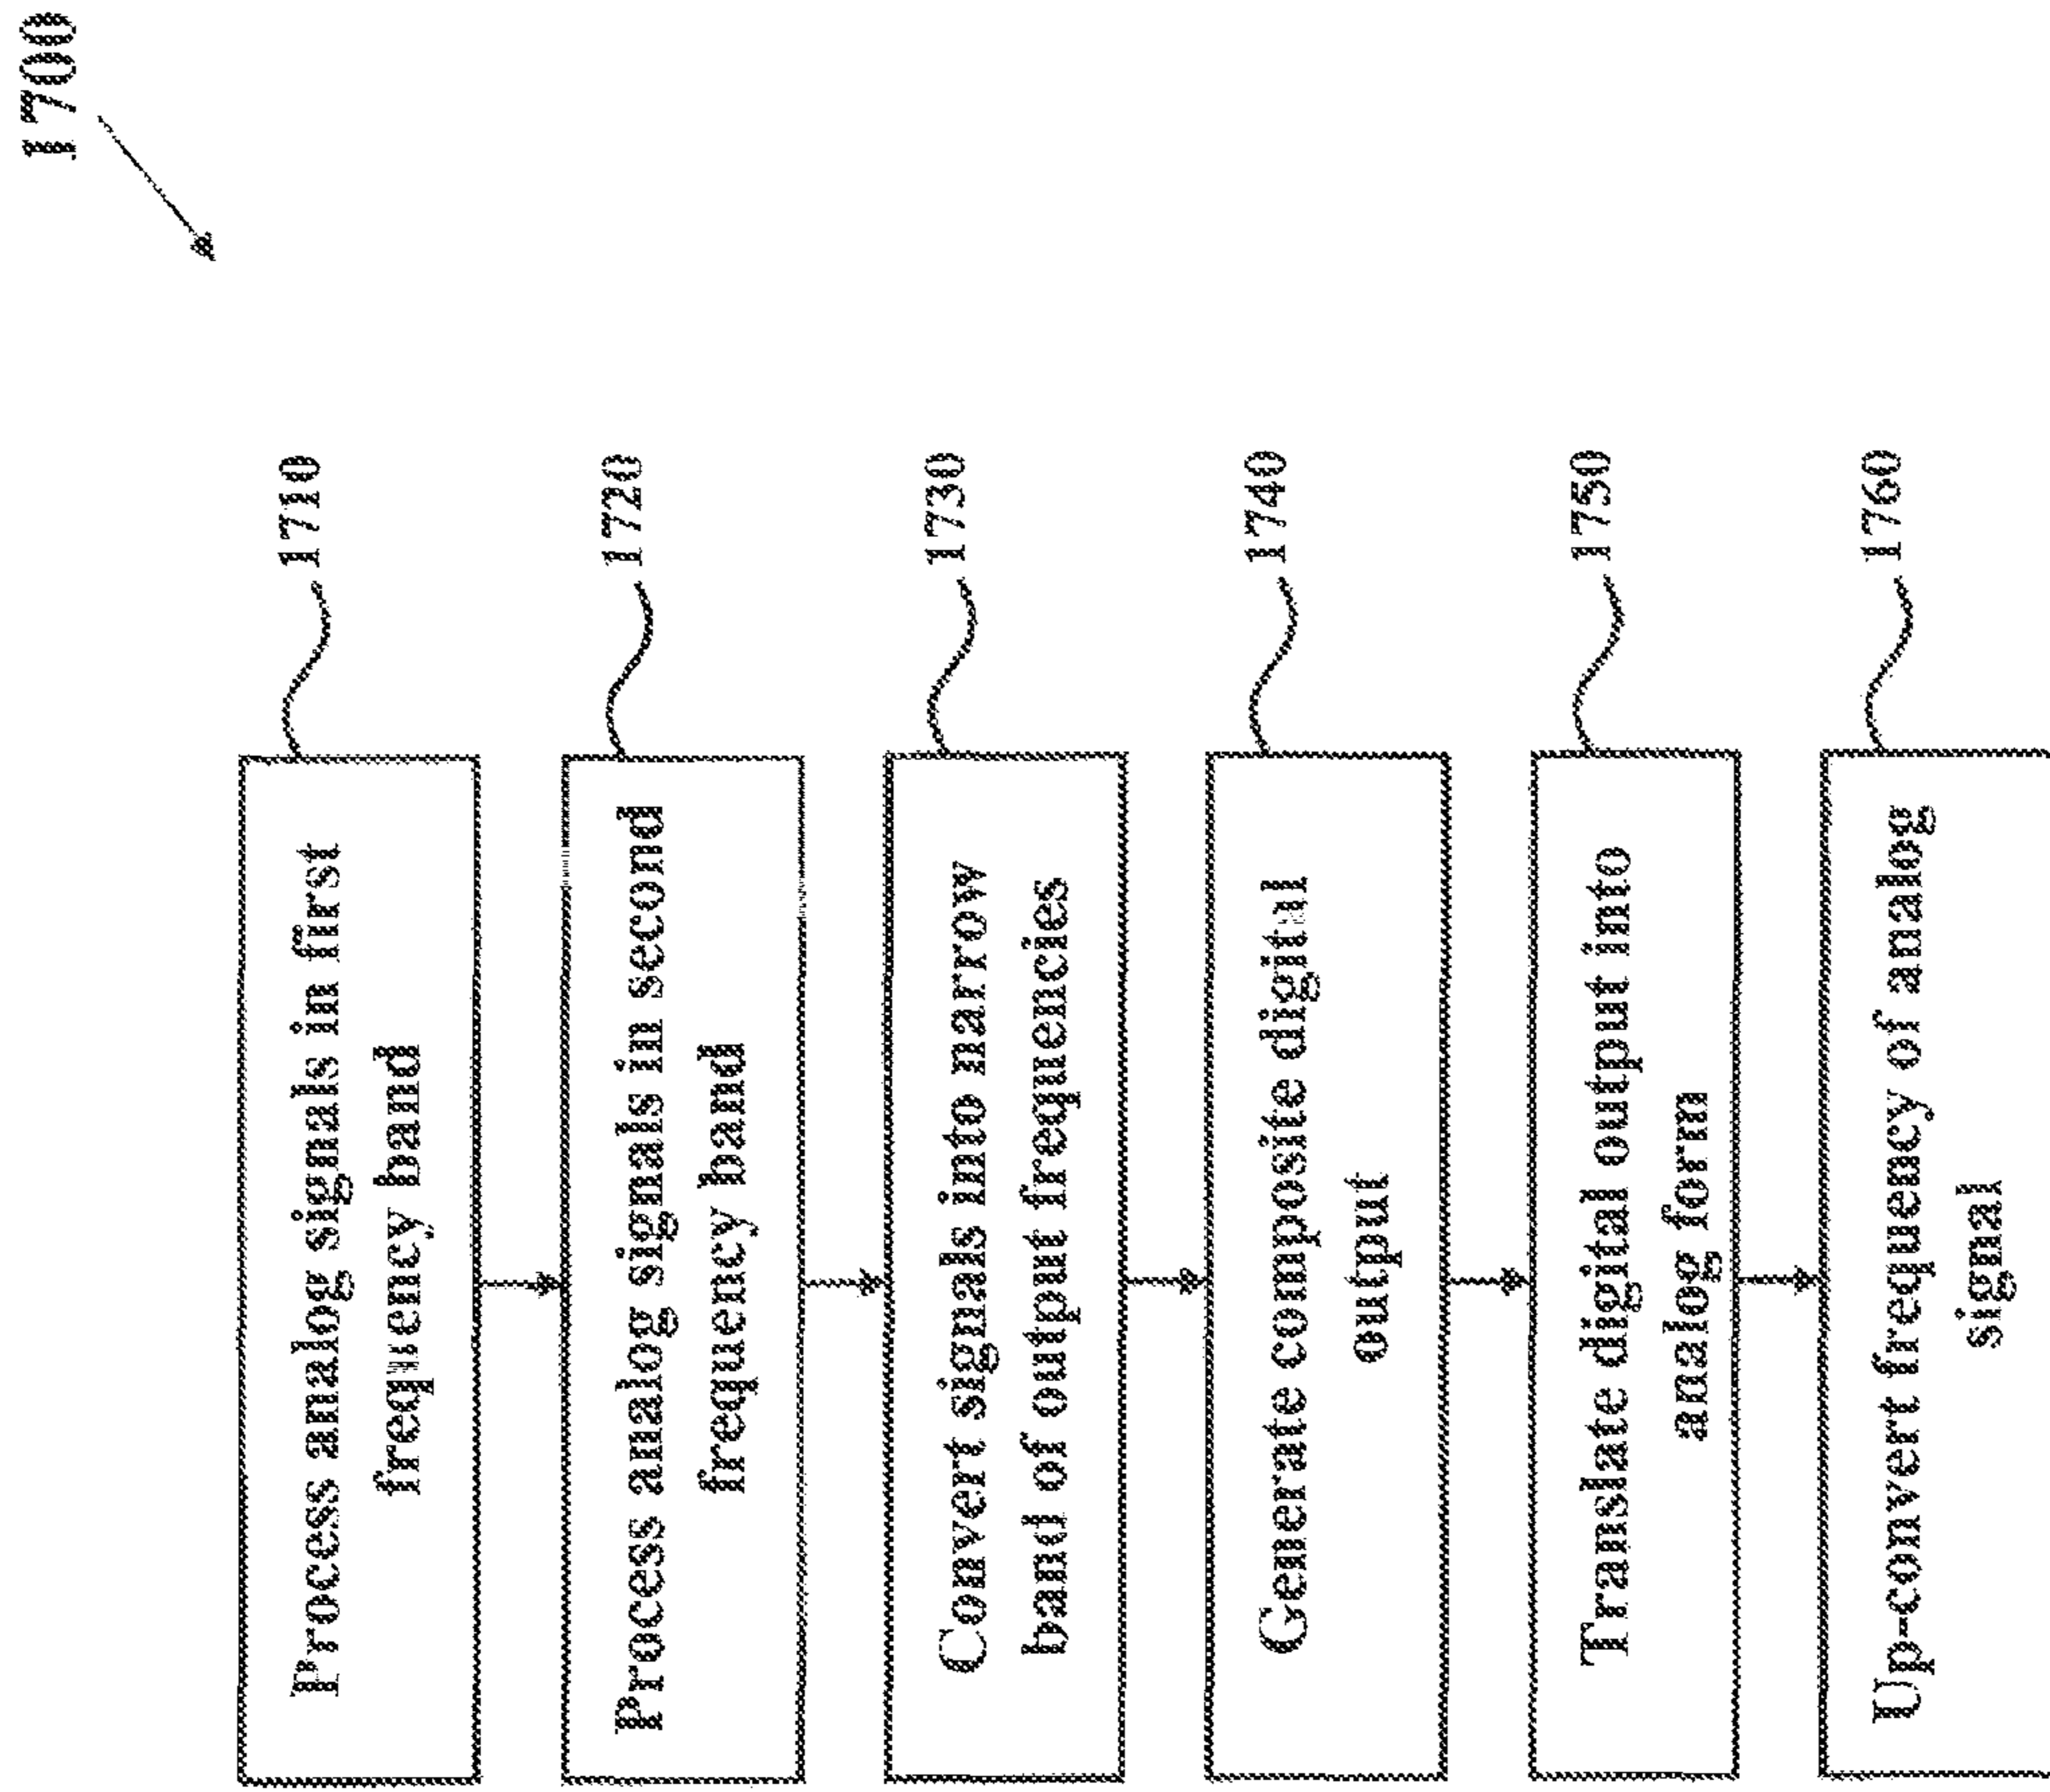 1700
Process analog signals in first
frequency band
1710
Process analog signals in second
frequency band
1720
Convert signals into narrow
band of output frequencies
1730
Generate composite digital
output
1740
Translate digital output into
analog form
1750
Up-convert frequency of analog
signal
1760